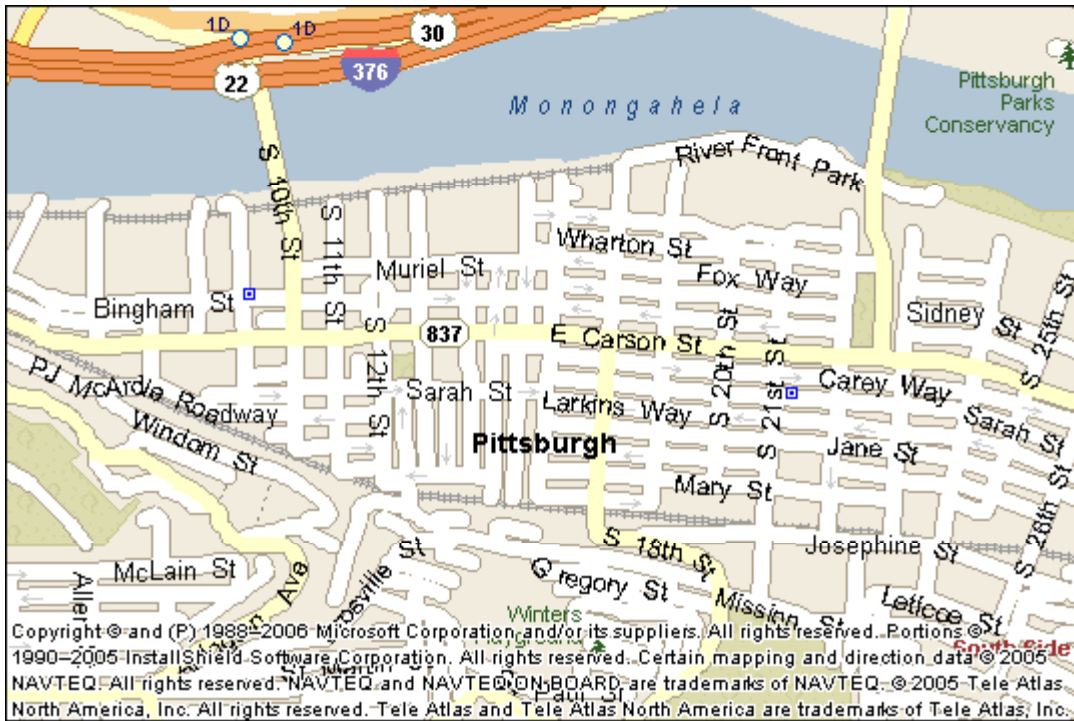 1D
1D
30
22
376
Monongahela
Pittsburgh
Parks
Conservancy
River Front Park
S 10th St
S 11th St
Wharton St
Muriel St
Fox Way
Bingham St
Sidney St
S 25th St
837
E Carson St
S 12th St
S 20th St
S 21st St
PJ McArdle Roadway
Carey Way
Sarah St
Larkins Way
Sarah St
Windom St
Pittsburgh
Jane St
Mary St
S 26th St
S 18th St
Josephine St
McLain St
Gregory St
Mission St
Leticoe St
Winters
Playground
South Side
Paul St
Copyright © and (P) 1988–2006 Microsoft Corporation and/or its suppliers. All rights reserved. Portions ©
1990–2005 InstallShield Software Corporation. All rights reserved. Certain mapping and direction data © 2005
NAVTEQ. All rights reserved. NAVTEQ and NAVTEQ ON BOARD are trademarks of NAVTEQ. © 2005 Tele Atlas
North America, Inc. All rights reserved. Tele Atlas and Tele Atlas North America are trademarks of Tele Atlas, Inc.